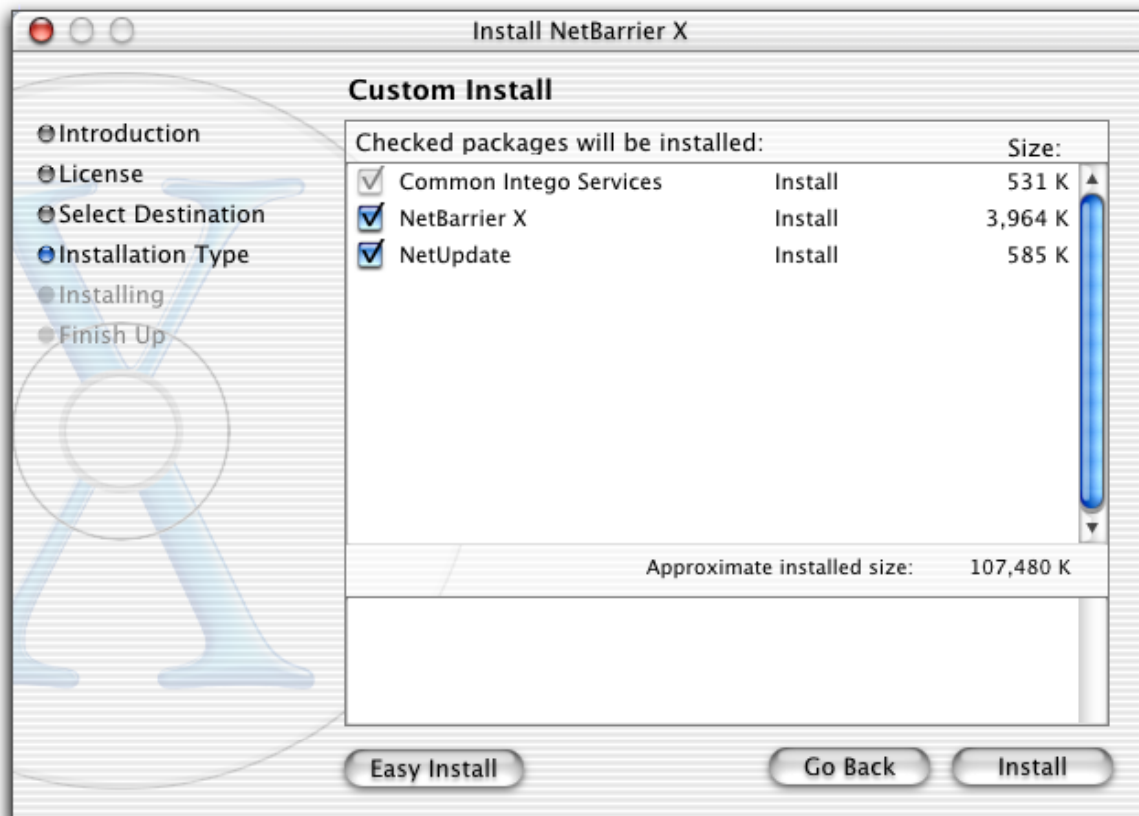 Install NetBarrier X
Custom Install
Introduction
License
Select Destination
Installation Type
Installing
Finish Up
Checked packages will be installed: Size:
Common Intego Services Install 531 K
NetBarrier X Install 3,964 K
NetUpdate Install 585 K
Approximate installed size: 107,480 K
Easy Install Go Back Install